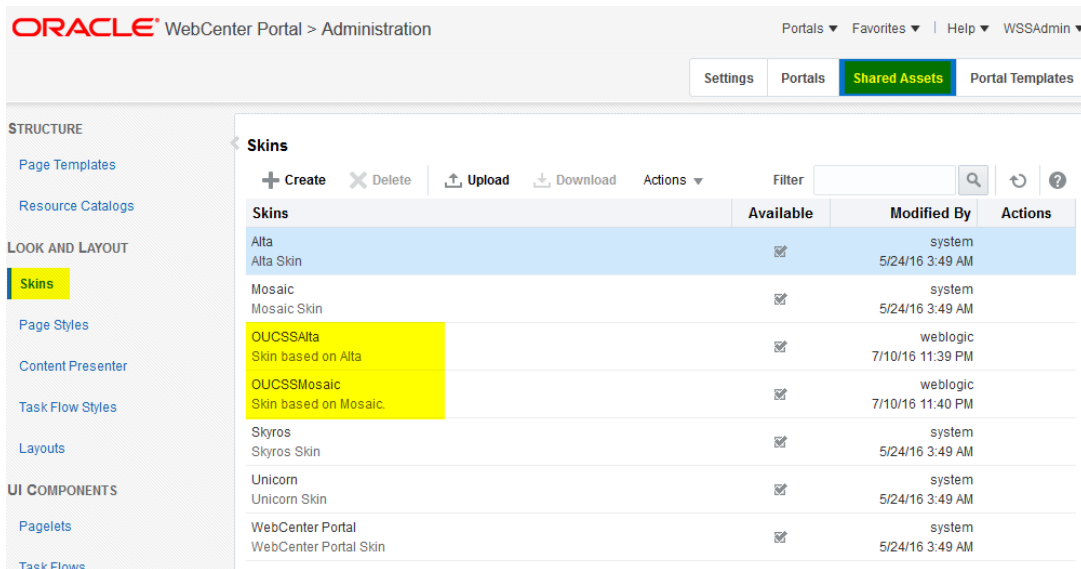 ORACLE® WebCenter Portal > Administration
Portals Favorites Help WSSAdmin
Settings Portals Shared Assets Portal Templates
STRUCTURE
Page Templates
Resource Catalogs
LOOK AND LAYOUT
Skins
Page Styles
Content Presenter
Task Flow Styles
Layouts
UI COMPONENTS
Pagelets
Task Flows
Skins
Create Delete Upload Download Actions Filter
Skins Available Modified By Actions
Alta system
Alta Skin 5/24/16 3:49 AM
Mosaic system
Mosaic Skin 5/24/16 3:49 AM
OUCSSAlta weblogic
Skin based on Alta 7/10/16 11:39 PM
OUCSSMosaic weblogic
Skin based on Mosaic. 7/10/16 11:40 PM
Skyros system
Skyros Skin 5/24/16 3:49 AM
Unicorn system
Unicorn Skin 5/24/16 3:49 AM
WebCenter Portal system
WebCenter Portal Skin 5/24/16 3:49 AM